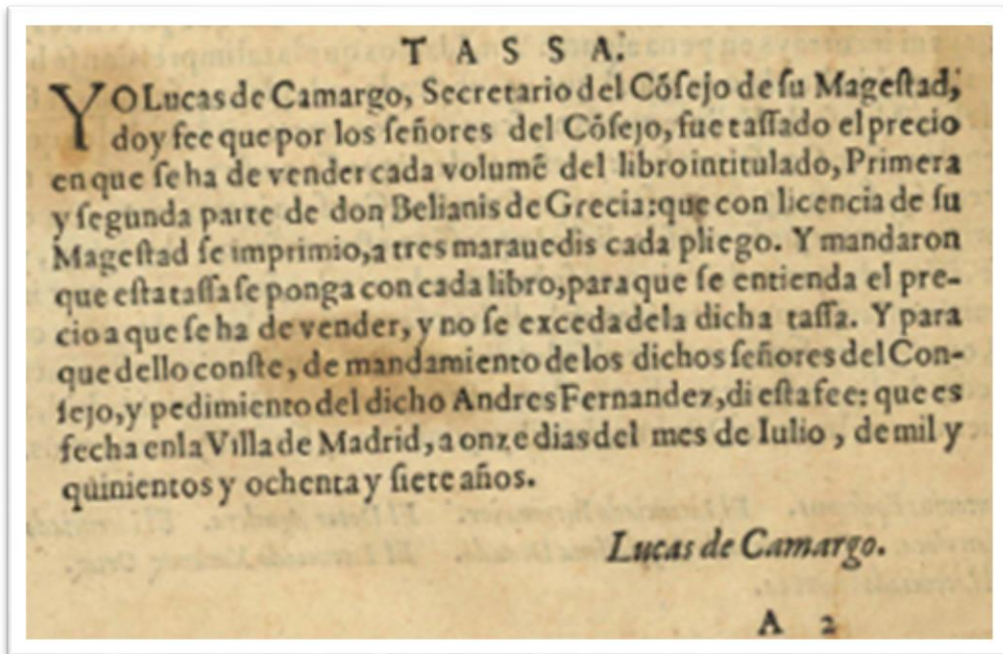 TASSA.
YO Lucas de Camargo, Secretario del Cõsejo de su Magestad,
doy fee que por los señores del Cõsejo, fue tassado el precio
en que se ha de vender cada volumẽ del libro intitulado, Primera
y segunda parte de don Belianis de Grecia: que con licencia de su
Magestad se imprimio, a tres marauedis cada pliego. Y mandaron
que esta tassa se ponga con cada libro, para que se entienda el pre-
cio a que se ha de vender, y no se exceda de la dicha tassa. Y para
que dello conste, de mandamiento de los dichos señores del Con-
sejo, y pedimiento del dicho Andres Fernandez, di esta fee: que es
fecha en la Villa de Madrid, a onze dias del mes de Iulio, de mil y
quinientos y ochenta y siete años.
Lucas de Camargo.
A 2